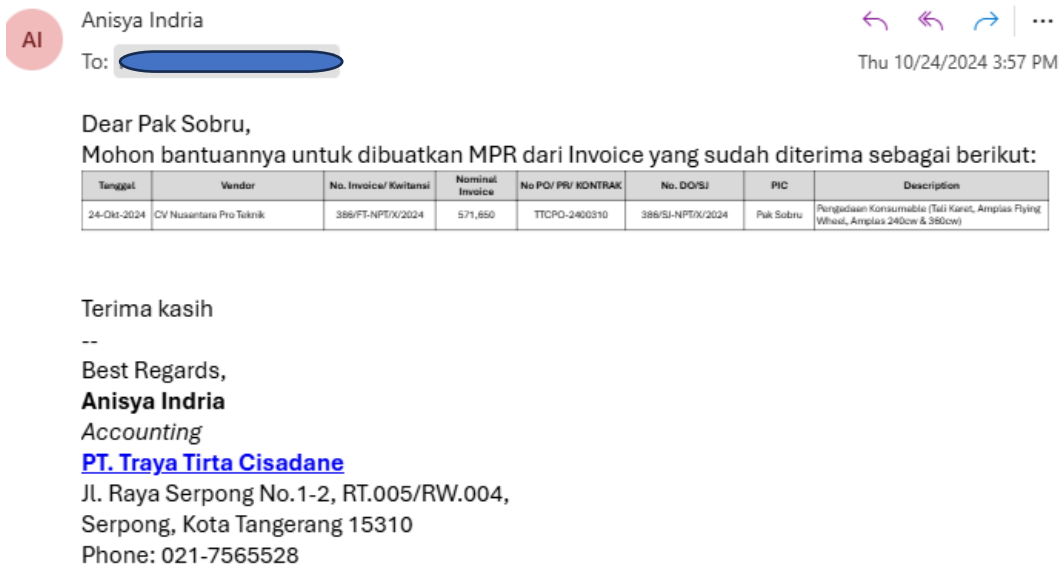 AI
Anisya Indria
To:
Thu 10/24/2024 3:57 PM
Dear Pak Sobru,
Mohon bantuannya untuk dibuatkan MPR dari Invoice yang sudah diterima sebagai berikut:
Tanggal Vendor No. Invoice/ Kwitansi Nominal Invoice No PO/ PR/ KONTRAK No. DO/SJ PIC Description
24-Okt-2024 CV Nusantara Pro Teknik 386/FT-NPT/X/2024 571,650 TTCPO-2400310 386/SJ-NPT/X/2024 Pak Sobru Pengadaan Konsumable (Tali Karet, Amplas Flying
Wheel, Amplas 240cw & 360cw)
Terima kasih
--
Best Regards,
Anisya Indria
Accounting
PT. Traya Tirta Cisadane
Jl. Raya Serpong No.1-2, RT.005/RW.004,
Serpong, Kota Tangerang 15310
Phone: 021-7565528